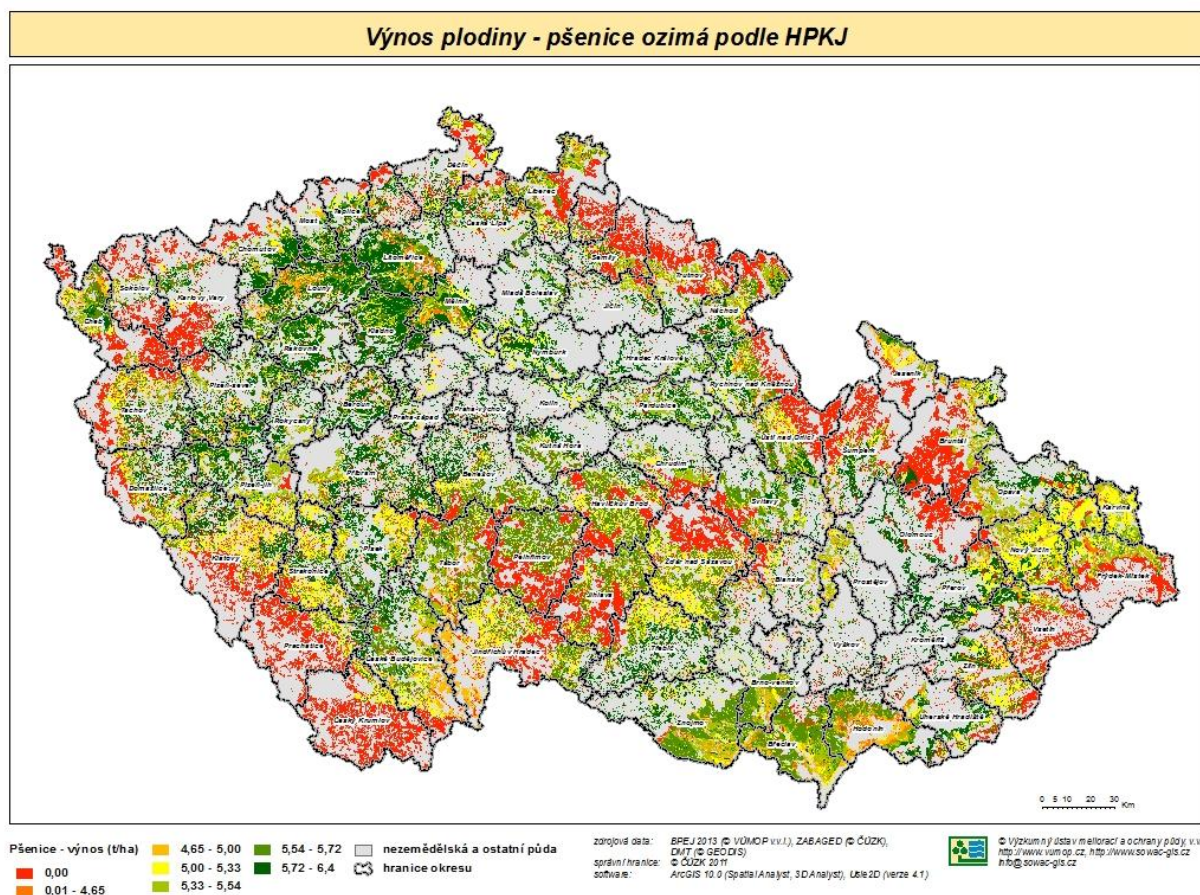 Výnos plodiny - pšenice ozimá podle HPKJ
Děčín
Liberec
Teplice
Most
Česká Lípa
Chomutov
Litoměřice
Semily
Trutnov
Sokolov
Karlovy Vary
Louny
Mělník
Mladá Boleslav
Jičín
Náchod
Cheb
Kladno
Rakovník
Nymburk
Hradec Králové
Jeseník
Plzeň-sever
Rychnov nad Kněžnou
Tachov
Beroun
Praha-západ
Praha-východ
Kolín
Pardubice
Rokycany
Ústí nad Orlicí
Šumperk
Bruntál
Kutná Hora
Domažlice
Příbram
Benešov
Chrudim
Opava
Svitavy
Karviná
Havlíčkův Brod
Olomouc
Klatovy
Písek
Tábor
Pelhřimov
Žďár nad Sázavou
Nový Jičín
Strakonice
Blansko
Prostějov
Přerov
Frýdek-Místek
Jihlava
Prachatice
České Budějovice
Jindřichův Hradec
Třebíč
Vyškov
Kroměříž
Vsetín
Zlín
Brno-venkov
Český Krumlov
Znojmo
Hodonín
Uherské Hradiště
Břeclav
0 5 10 20 30
Km
Pšenice - výnos (t/ha)
0,00
0,01 - 4,65
4,65 - 5,00
5,00 - 5,33
5,33 - 5,54
5,54 - 5,72
5,72 - 6,4
nezemědělská a ostatní půda
hranice okresu
zdrojová data: BPEJ 2013 (© VÚMOP v.v.i.), ZABAGED (© ČÚZK),
DMT (© GEODIS)
správní hranice: © ČÚZK 2011
software: ArcGIS 10.0 (Spatial Analyst, 3D Analyst), Usle2D (verze 4.1)
© Výzkumný ústav meliorací a ochrany půdy, v.v.
http://www.vumop.cz, http://www.sowac-gis.cz
info@sowac-gis.cz